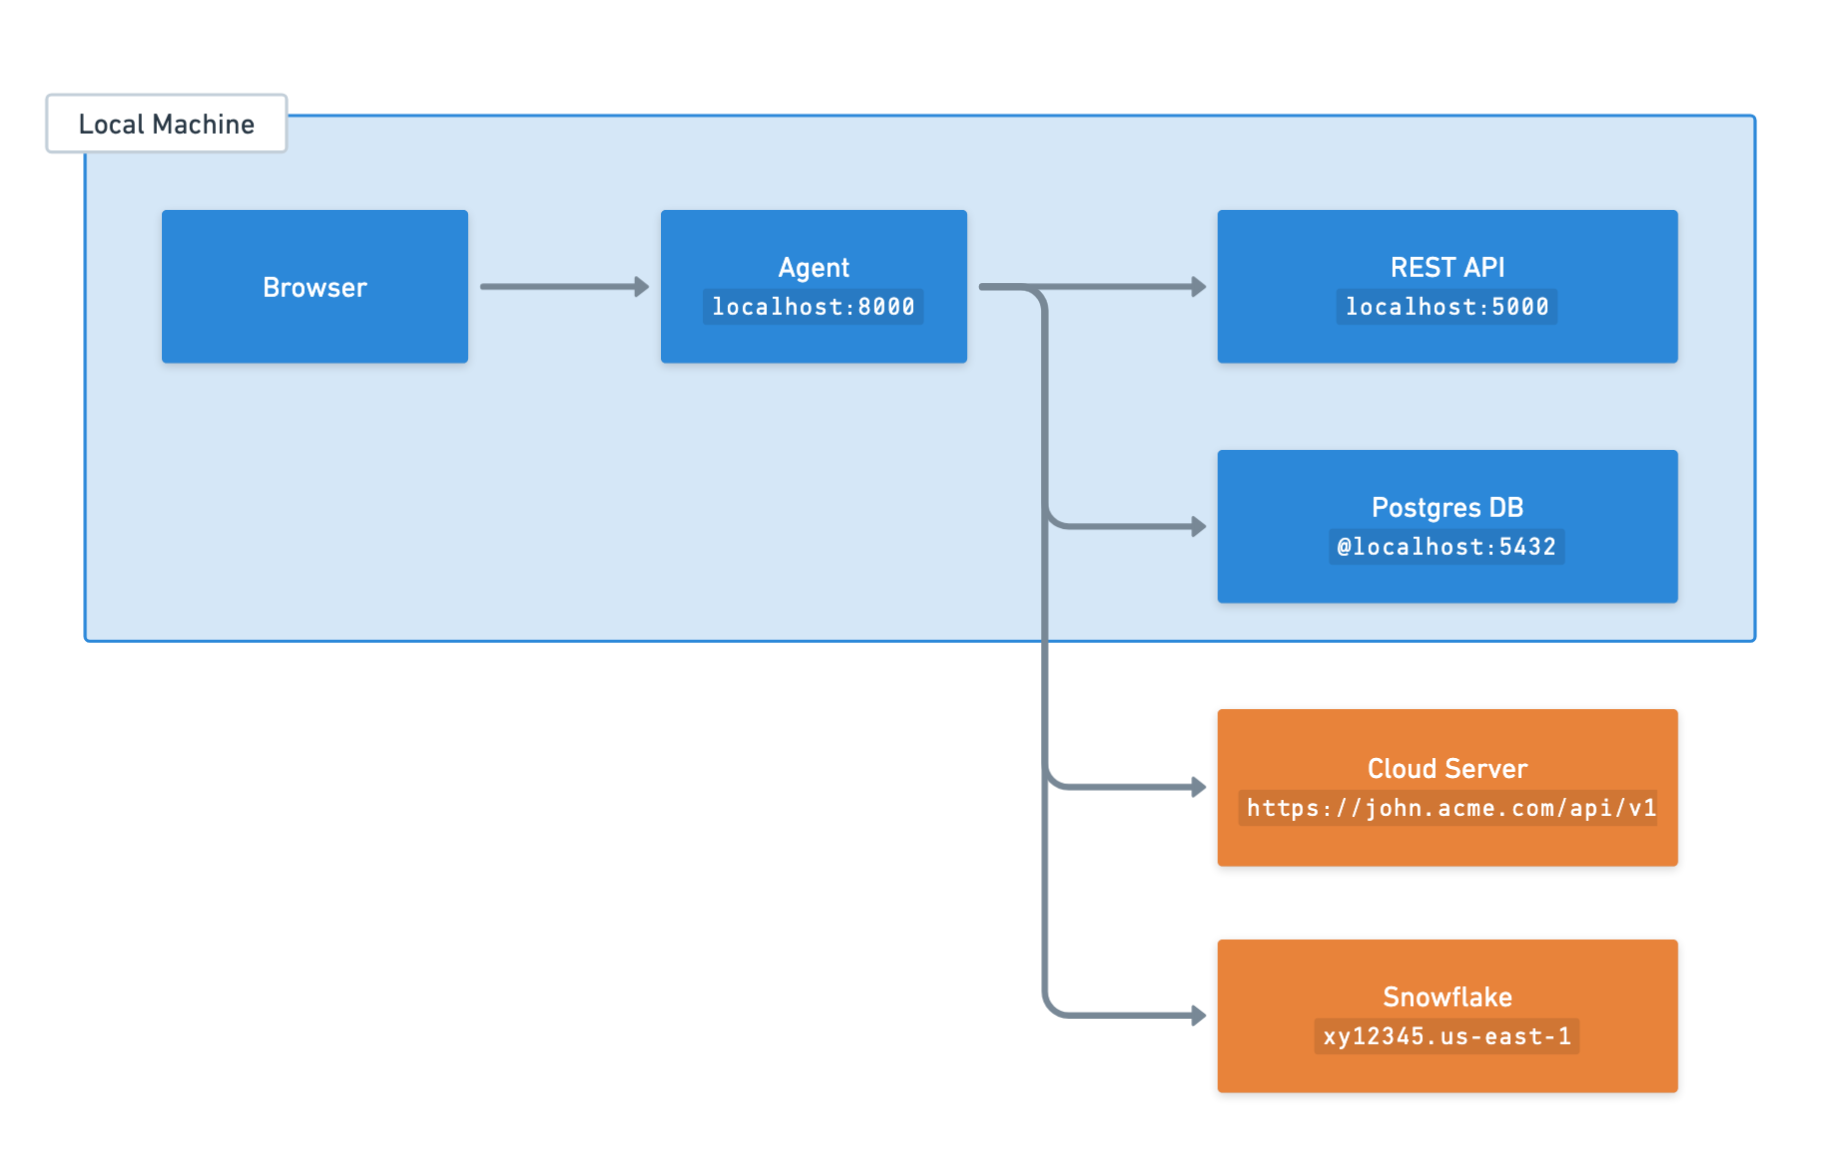 Local Machine
Browser
Agent
localhost:8000
REST API
localhost:5000
Postgres DB
@localhost:5432
Cloud Server
https://john.acme.com/api/v1
Snowflake
xy12345.us-east-1